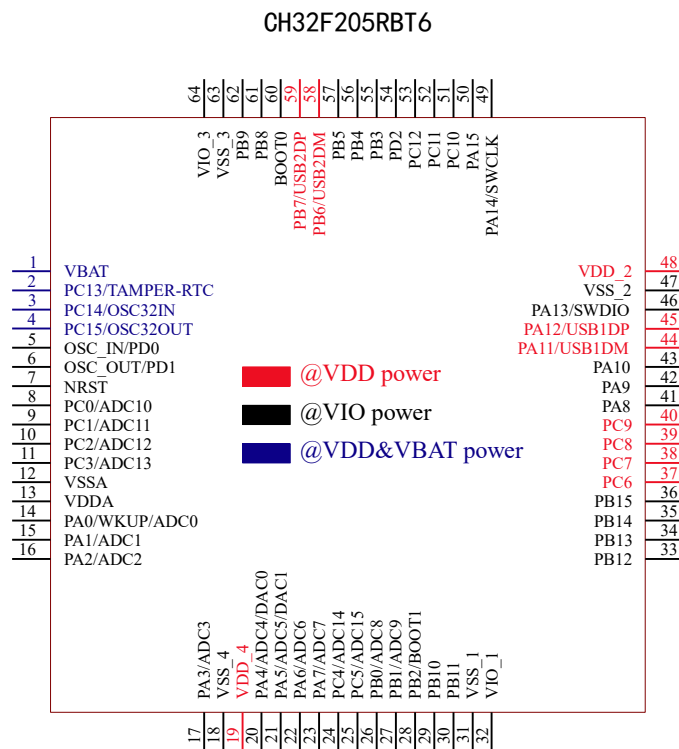 CH32F205RBT6
64 63 62 61 60 59 58 57 56 55 54 53 52 51 50 49
VIO_3
VSS_3
PB9
PB8
BOOT0
PB7/USB2DP
PB6/USB2DM
PB5
PB4
PB3
PD2
PC12
PC11
PC10
PA15
PA14/SWCLK
1 VBAT
2 PC13/TAMPER-RTC
3 PC14/OSC32IN
4 PC15/OSC32OUT
5 OSC_IN/PD0
6 OSC_OUT/PD1
7 NRST
8 PC0/ADC10
9 PC1/ADC11
10 PC2/ADC12
11 PC3/ADC13
12 VSSA
13 VDDA
14 PA0/WKUP/ADC0
15 PA1/ADC1
16 PA2/ADC2
@VDD power
@VIO power
@VDD&VBAT power
VDD_2 48
VSS_2 47
PA13/SWDIO 46
PA12/USB1DP 45
PA11/USB1DM 44
PA10 43
PA9 42
PA8 41
PC9 40
PC8 39
PC7 38
PC6 37
PB15 36
PB14 35
PB13 34
PB12 33
PA3/ADC3
VSS_4
VDD_4
PA4/ADC4/DAC0
PA5/ADC5/DAC1
PA6/ADC6
PA7/ADC7
PC4/ADC14
PC5/ADC15
PB0/ADC8
PB1/ADC9
PB2/BOOT1
PB10
PB11
VSS_1
VIO_1
17 18 19 20 21 22 23 24 25 26 27 28 29 30 31 32